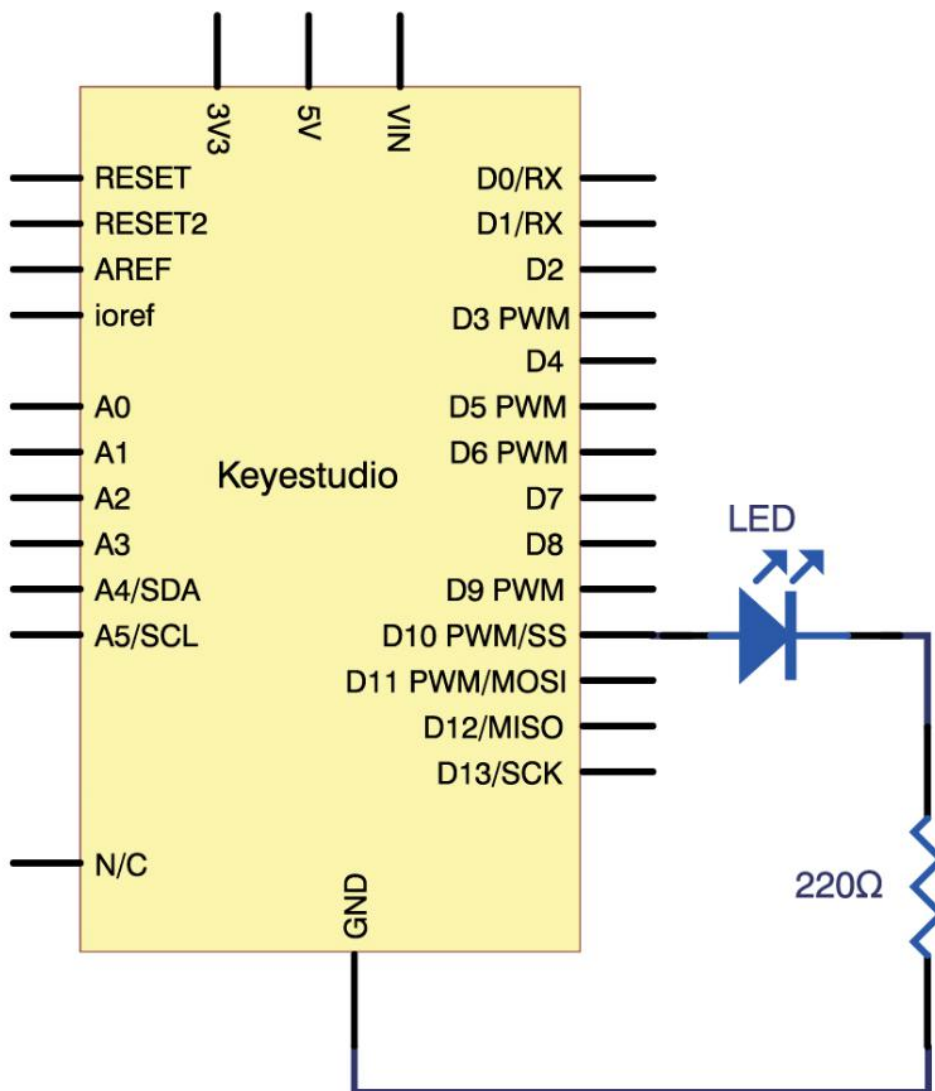 3V3
5V
VIN
RESET
RESET2
AREF
ioref
A0
A1
A2
A3
A4/SDA
A5/SCL
N/C
Keyestudio
D0/RX
D1/RX
D2
D3 PWM
D4
D5 PWM
D6 PWM
D7
D8
D9 PWM
D10 PWM/SS
D11 PWM/MOSI
D12/MISO
D13/SCK
GND
LED
220Ω